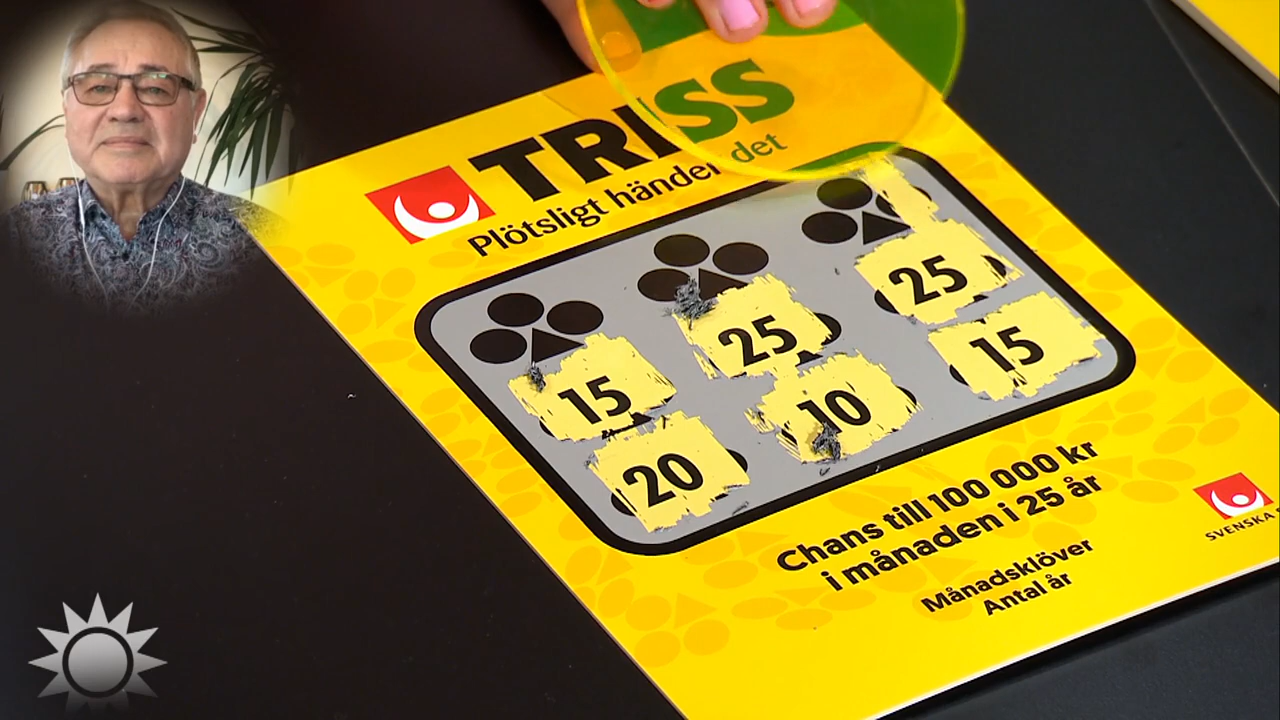 TRISS
Plötsligt händer det
15 25 25
20 10 15
Chans till 100 000 kr
i månaden i 25 år
Månadsklöver
Antal år
SVENSKA